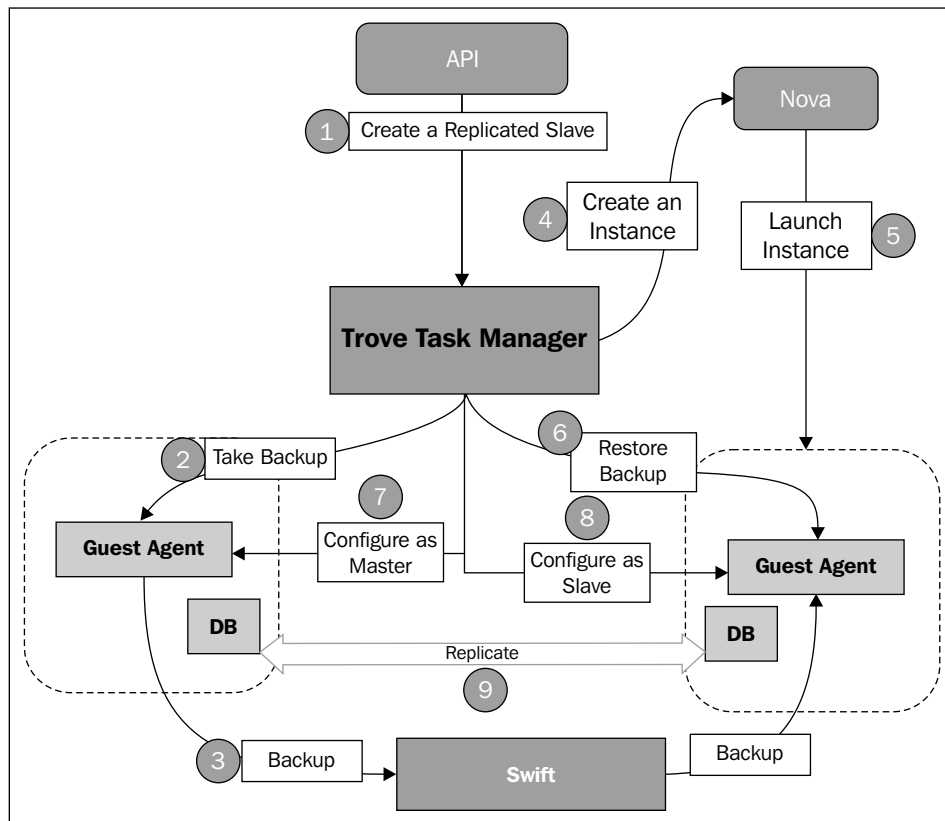 API
Nova
1
Create a Replicated Slave
4
Create an
Instance
Launch
Instance
5
Trove Task Manager
2
Take Backup
6
Restore
Backup
7
8
Guest Agent
Configure as
Master
Configure as
Slave
Guest Agent
DB
Replicate
DB
9
3
Backup
Swift
Backup